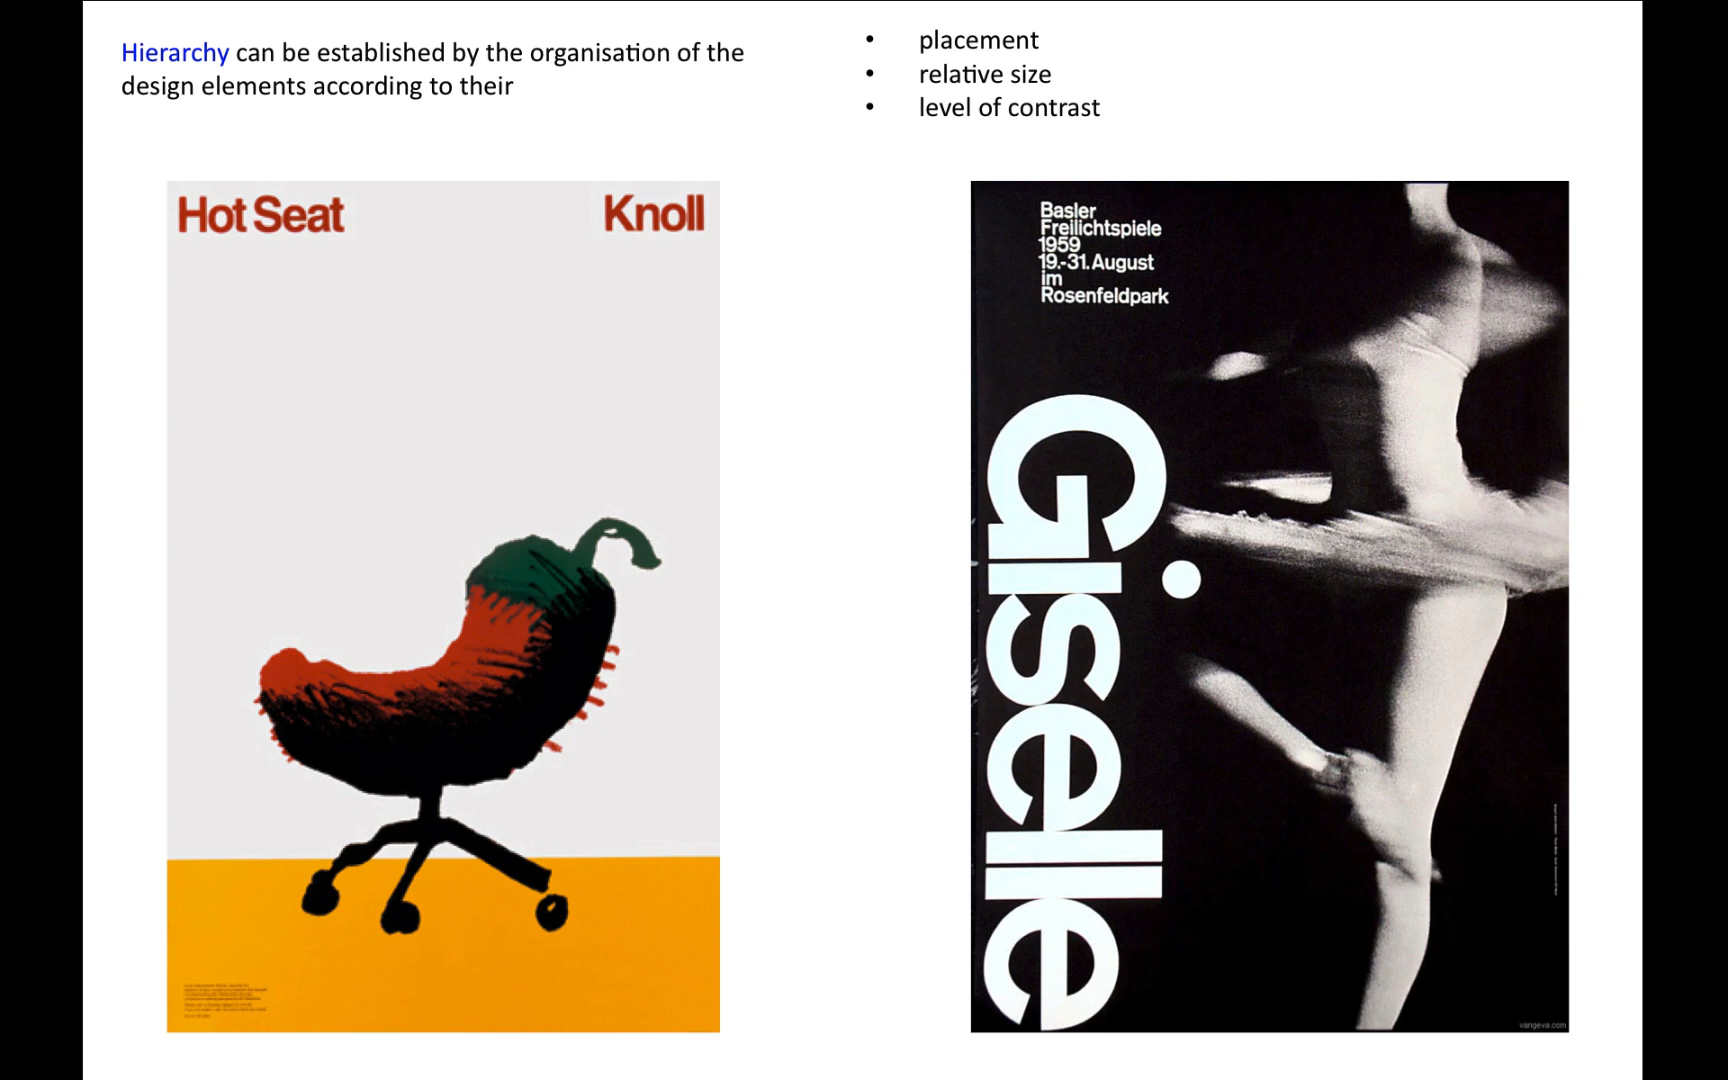 Hierarchy can be established by the organisation of the
design elements according to their
• placement
• relative size
• level of contrast
Hot Seat
Knoll
Basler
Freilichtspiele
1959
19.-31. August
im
Rosenfeldpark
Giselle
vangeva.com